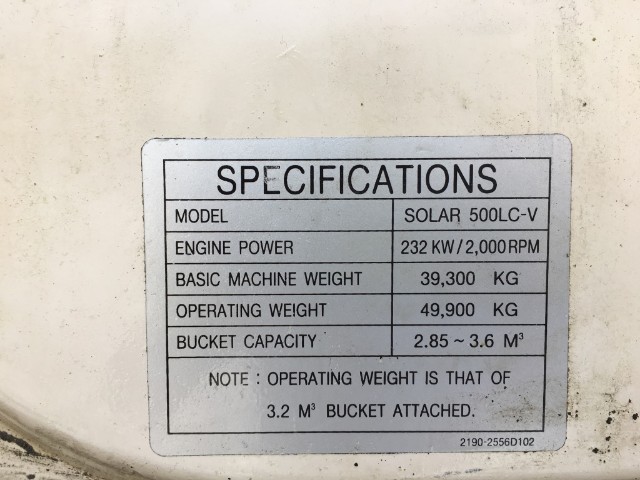 SPECIFICATIONS
MODEL SOLAR 500LC-V
ENGINE POWER 232 KW/2,000RPM
BASIC MACHINE WEIGHT 39,300 KG
OPERATING WEIGHT 49,900 KG
BUCKET CAPACITY 2.85 ~ 3.6 M³
NOTE : OPERATING WEIGHT IS THAT OF
3.2 M³ BUCKET ATTACHED.
2190-2556D102